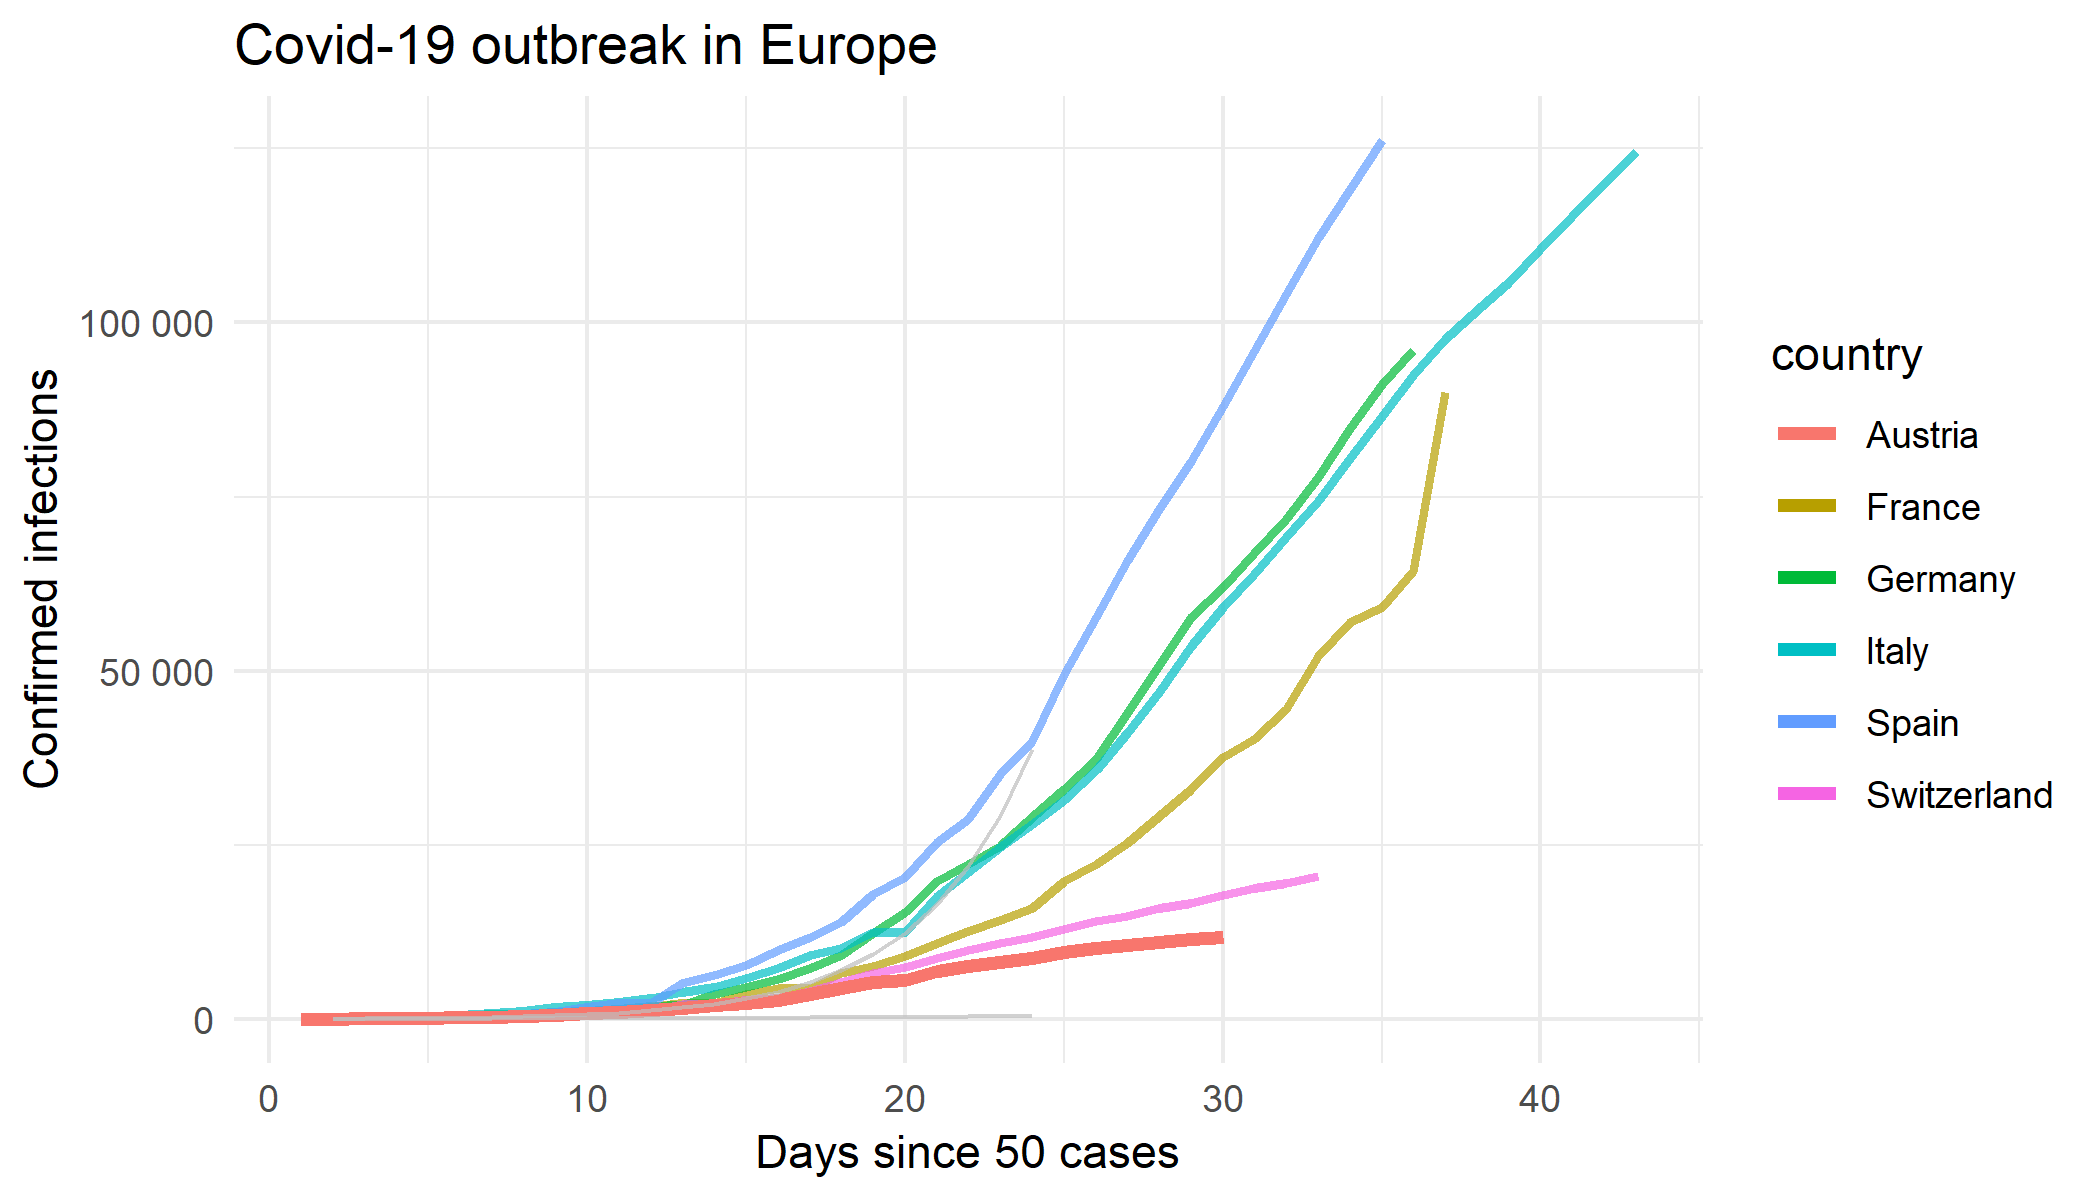 Covid-19 outbreak in Europe
Confirmed infections
100 000
50 000
0
0 10 20 30 40
Days since 50 cases
country
Austria
France
Germany
Italy
Spain
Switzerland